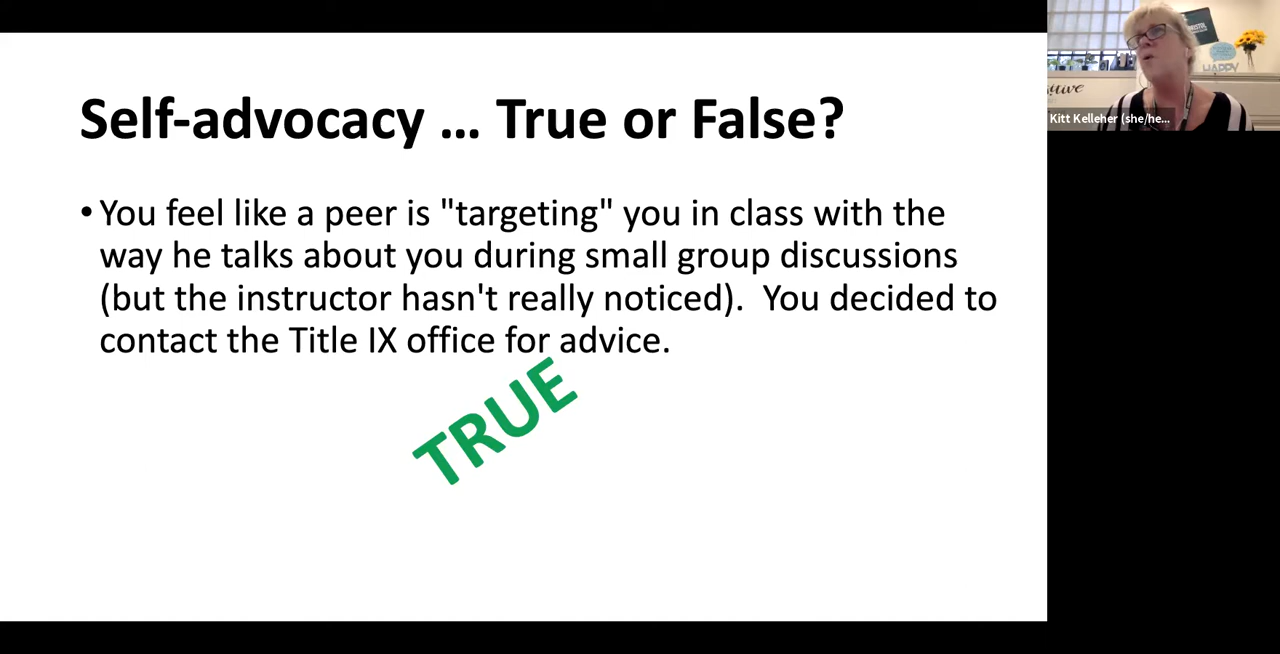 Self-advocacy ... True or False?
• You feel like a peer is "targeting" you in class with the
way he talks about you during small group discussions
(but the instructor hasn't really noticed).  You decided to
contact the Title IX office for advice.
TRUE
BRISTOL
HAPPY
Kitt Kelleher (she/he...